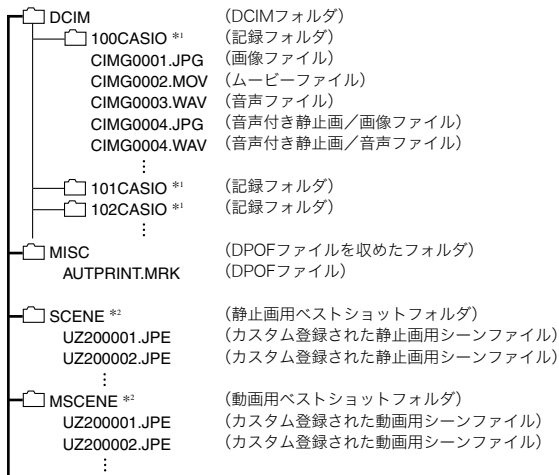 DCIM (DCIMフォルダ)
100CASIO *1 (記録フォルダ)
CIMG0001.JPG (画像ファイル)
CIMG0002.MOV (ムービーファイル)
CIMG0003.WAV (音声ファイル)
CIMG0004.JPG (音声付き静止画/画像ファイル)
CIMG0004.WAV (音声付き静止画/音声ファイル)
⋮
101CASIO *1 (記録フォルダ)
102CASIO *1 (記録フォルダ)
⋮
MISC (DPOFファイルを収めたフォルダ)
AUTPRINT.MRK (DPOFファイル)
SCENE *2 (静止画用ベストショットフォルダ)
UZ200001.JPE (カスタム登録された静止画用シーンファイル)
UZ200002.JPE (カスタム登録された静止画用シーンファイル)
⋮
MSCENE *2 (動画用ベストショットフォルダ)
UZ200001.JPE (カスタム登録された動画用シーンファイル)
UZ200002.JPE (カスタム登録された動画用シーンファイル)
⋮